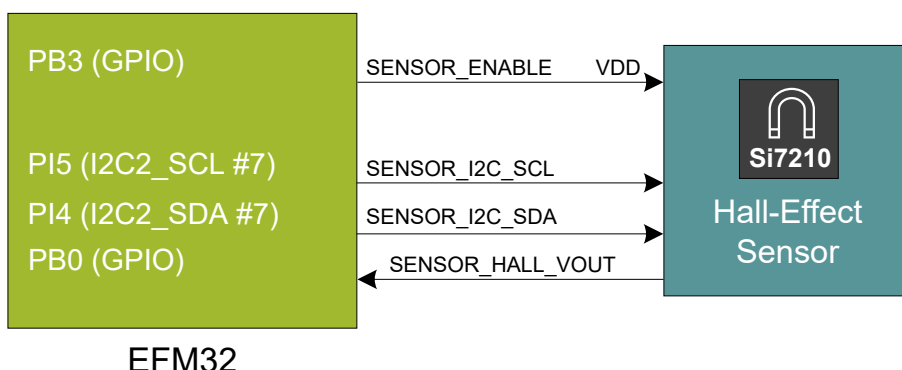 PB3 (GPIO)
SENSOR_ENABLE VDD
Si7210
PI5 (I2C2_SCL #7)
SENSOR_I2C_SCL
PI4 (I2C2_SDA #7)
SENSOR_I2C_SDA
Hall-Effect
Sensor
PB0 (GPIO)
SENSOR_HALL_VOUT
EFM32